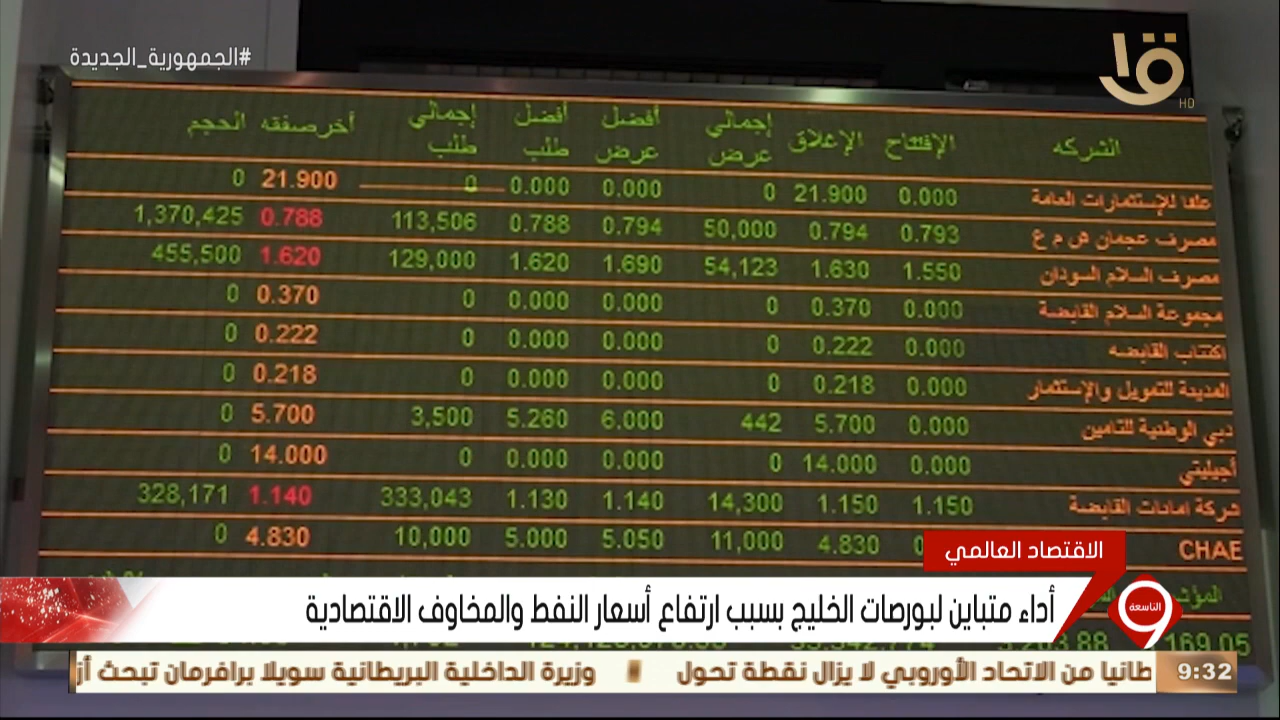 #الجمهورية_الجديدة
HD
الشركه الإفتتاح الإغلاق إجمالي عرض أفضل عرض أفضل طلب إجمالي طلب أخرصفقه الحجم
للإستثمارات العامة 0.000 21.900 0 0.000 0.000 0 21.900 0
مصرف عجمان ش م ع 0.793 0.794 50,000 0.794 0.788 113,506 0.788 1,370,425
مصرف السلام السودان 1.550 1.630 54,123 1.690 1.620 129,000 1.620 455,500
مجموعة السلام القابضة 0.000 0.370 0 0.000 0.000 0 0.370 0
اكتتاب القابضه 0.000 0.222 0 0.000 0.000 0 0.222 0
المدينة للتمويل والإستثمار 0.000 0.218 0 0.000 0.000 0 0.218 0
دبي الوطنية للتامين 0.000 5.700 442 6.000 5.260 3,500 5.700 0
أجيليتي 0.000 14.000 0 0.000 0.000 0 14.000 0
شركة امانات القابضة 1.150 1.150 14,300 1.140 1.130 333,043 1.140 328,171
CHAE 4.830 11,000 5.050 5.000 10,000 4.830 0
الاقتصاد العالمي
التاسعة
أداء متباين لبورصات الخليج بسبب ارتفاع أسعار النفط والمخاوف الاقتصادية
169.05
9:32 طانيا من الاتحاد الأوروبي لا يزال نقطة تحول وزيرة الداخلية البريطانية سويلا برافرمان تبحث أز